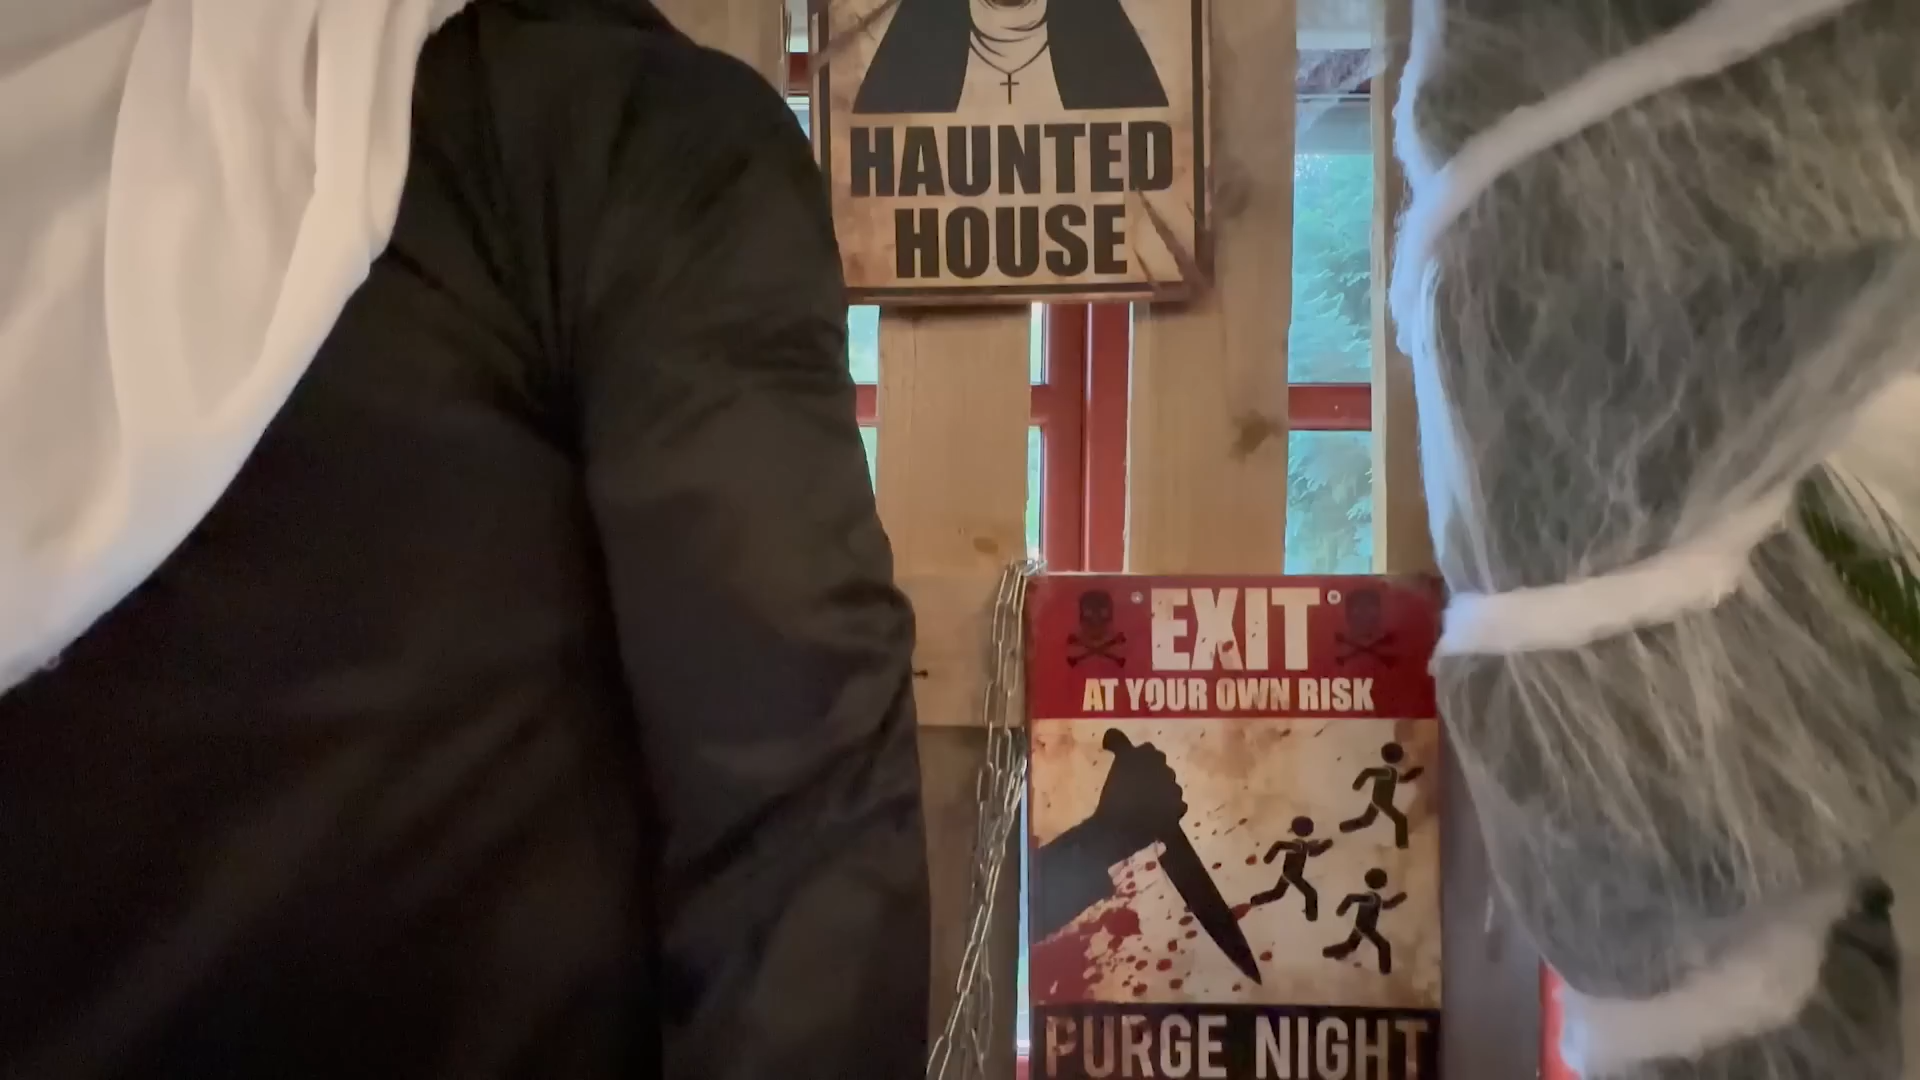 HAUNTED
HOUSE
EXIT
AT YOUR OWN RISK
PURGE NIGHT